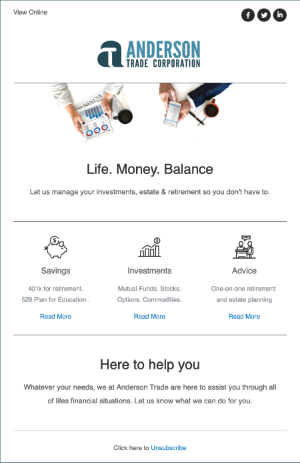 View Online
ANDERSON
TRADE CORPORATION
Life. Money. Balance
Let us manage your investments, estate & retirement so you don't have to.
Savings
401k for retirement.
529 Plan for Education .
Read More
Investments
Mutual Funds. Stocks.
Options. Commodities.
Read More
Advice
One-on-one retirement
and estate planning
Read More
Here to help you
Whatever your needs, we at Anderson Trade are here to assist you through all
of lifes financial situations. Let us know what we can do for you.
Click here to Unsubscribe